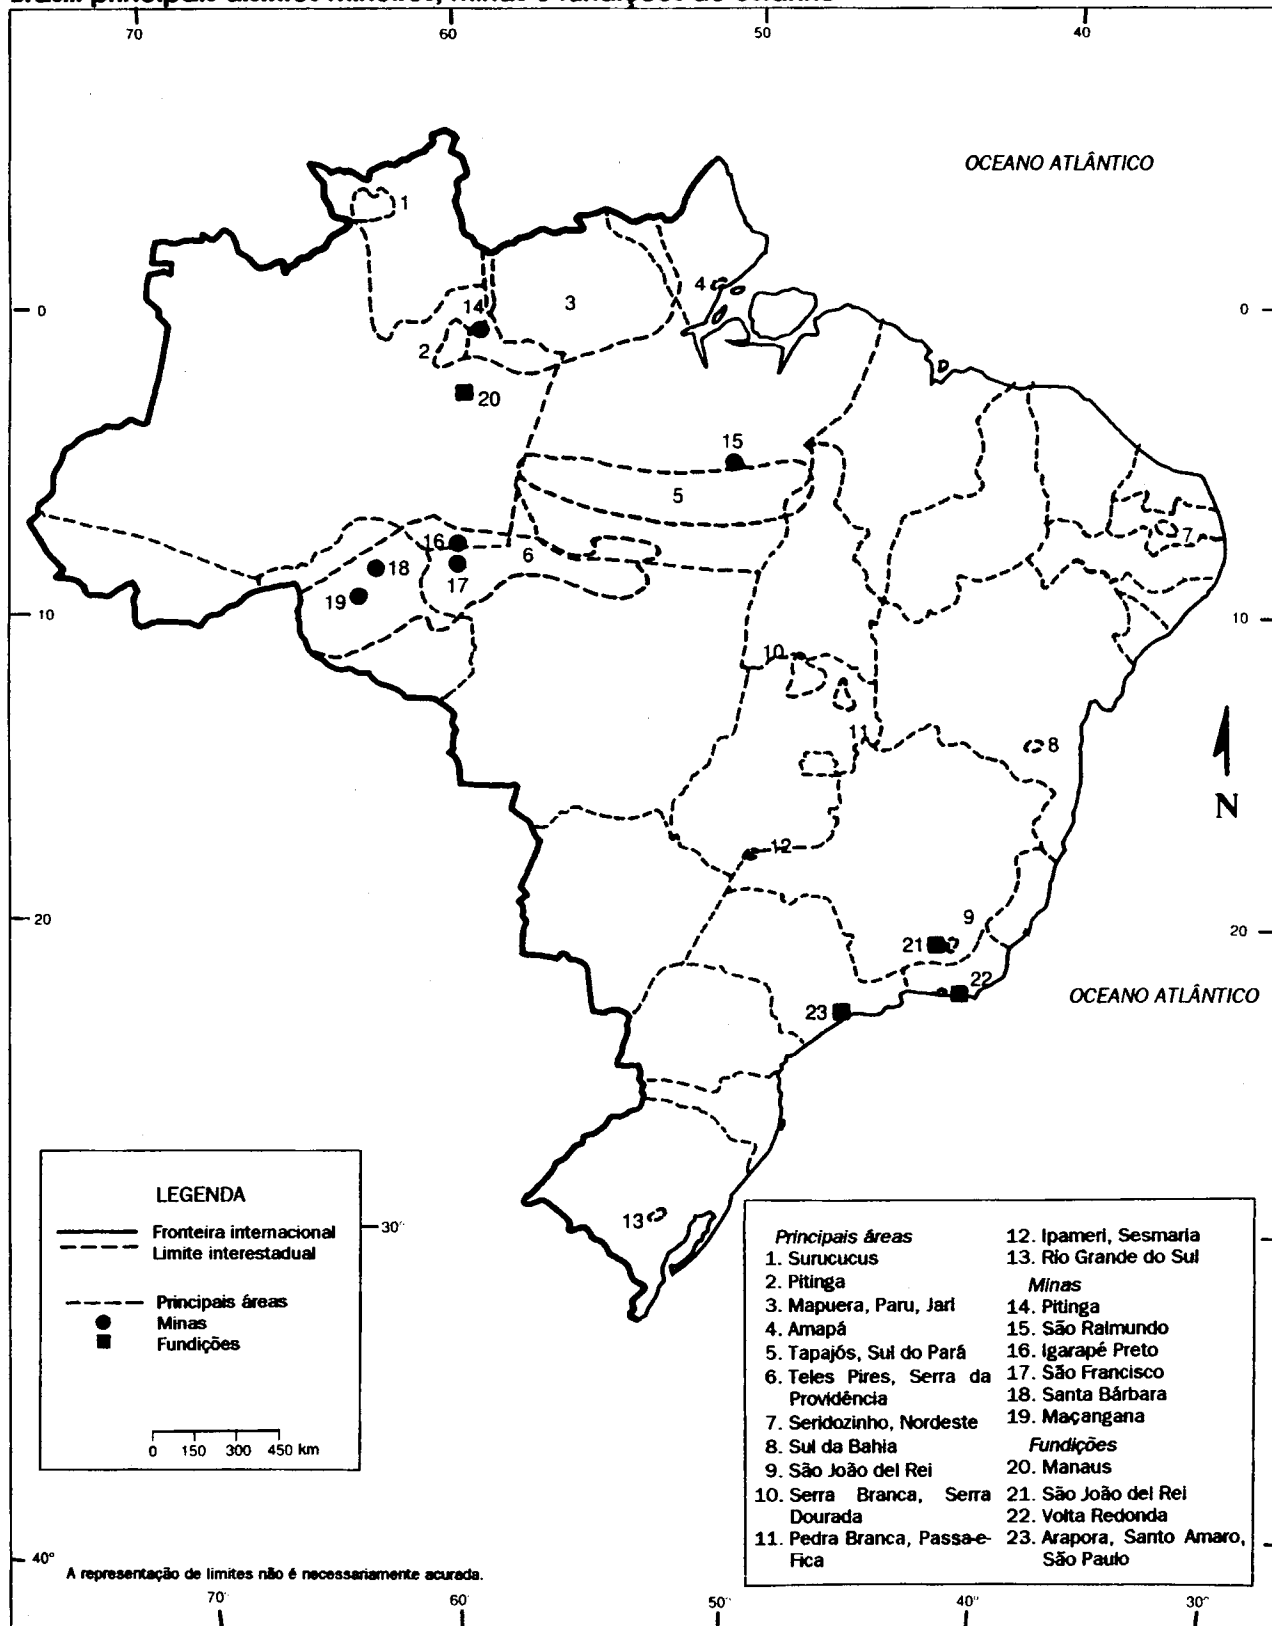 70
60
50
40
OCEANO ATLÂNTICO
1
4
3
0
0
14
2
20
15
5
7
16
6
18
17
19
10
10
10
11
8
N
12
20
9
20
21
22
OCEANO ATLÂNTICO
23
13
LEGENDA
Fronteira internacional
Limite interestadual
Principais áreas
Minas
Fundições
0 150 300 450 km
30°
Principais áreas
1. Surucucus
2. Pitinga
3. Mapuera, Paru, Jari
4. Amapá
5. Tapajós, Sul do Pará
6. Teles Pires, Serra da
Providência
7. Seridozinho, Nordeste
8. Sul da Bahia
9. São João del Rei
10. Serra Branca, Serra
Dourada
11. Pedra Branca, Passa-e-
Fica
12. Ipameri, Sesmaria
13. Rio Grande do Sul
Minas
14. Pitinga
15. São Raimundo
16. Igarapé Preto
17. São Francisco
18. Santa Bárbara
19. Maçangana
Fundições
20. Manaus
21. São João del Rei
22. Volta Redonda
23. Arapora, Santo Amaro,
São Paulo
40°
A representação de limites não é necessariamente acurada.
70°
60°
50°
40°
30°